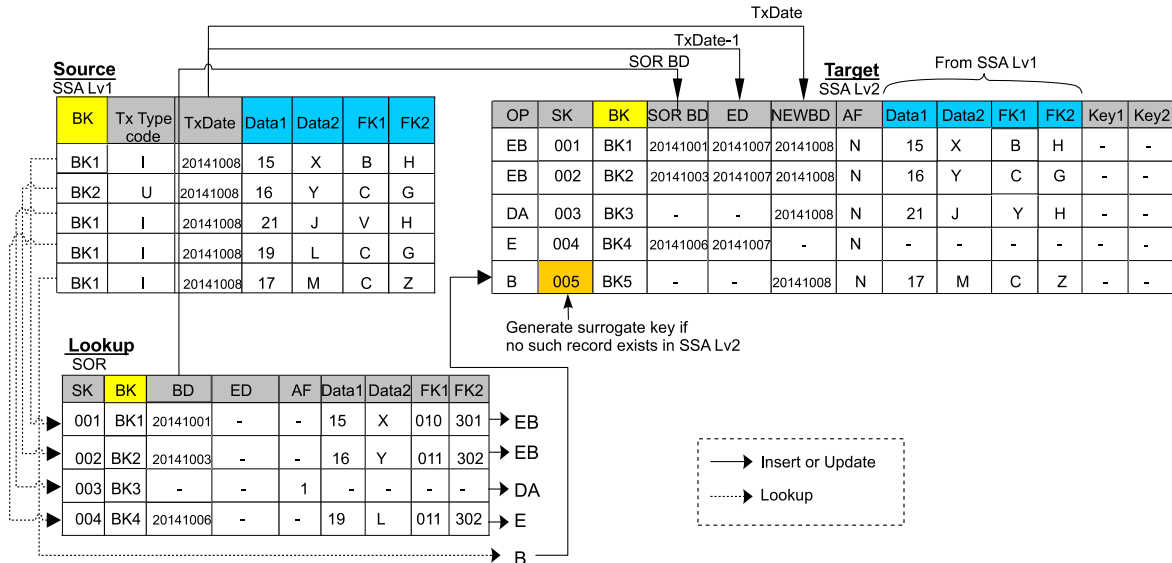 TxDate
TxDate-1
SOR BD
Source
SSA Lv1
BK Tx Type code TxDate Data1 Data2 FK1 FK2
BK1 I 20141008 15 X B H
BK2 U 20141008 16 Y C G
BK1 I 20141008 21 J V H
BK1 I 20141008 19 L C G
BK1 I 20141008 17 M C Z
Target
SSA Lv2
From SSA Lv1
OP SK BK SOR BD ED NEWBD AF Data1 Data2 FK1 FK2 Key1 Key2
EB 001 BK1 20141001 20141007 20141008 N 15 X B H - -
EB 002 BK2 20141003 20141007 20141008 N 16 Y C G - -
DA 003 BK3 - - 20141008 N 21 J Y H - -
E 004 BK4 20141006 20141007 - N - - - - - -
B 005 BK5 - - 20141008 N 17 M C Z - -
Generate surrogate key if
no such record exists in SSA Lv2
Lookup
SOR
SK BK BD ED AF Data1 Data2 FK1 FK2
001 BK1 20141001 - - 15 X 010 301 EB
002 BK2 20141003 - - 16 Y 011 302 EB
003 BK3 - - 1 - - - - DA
004 BK4 20141006 - - 19 L 011 302 E
B
Insert or Update
Lookup